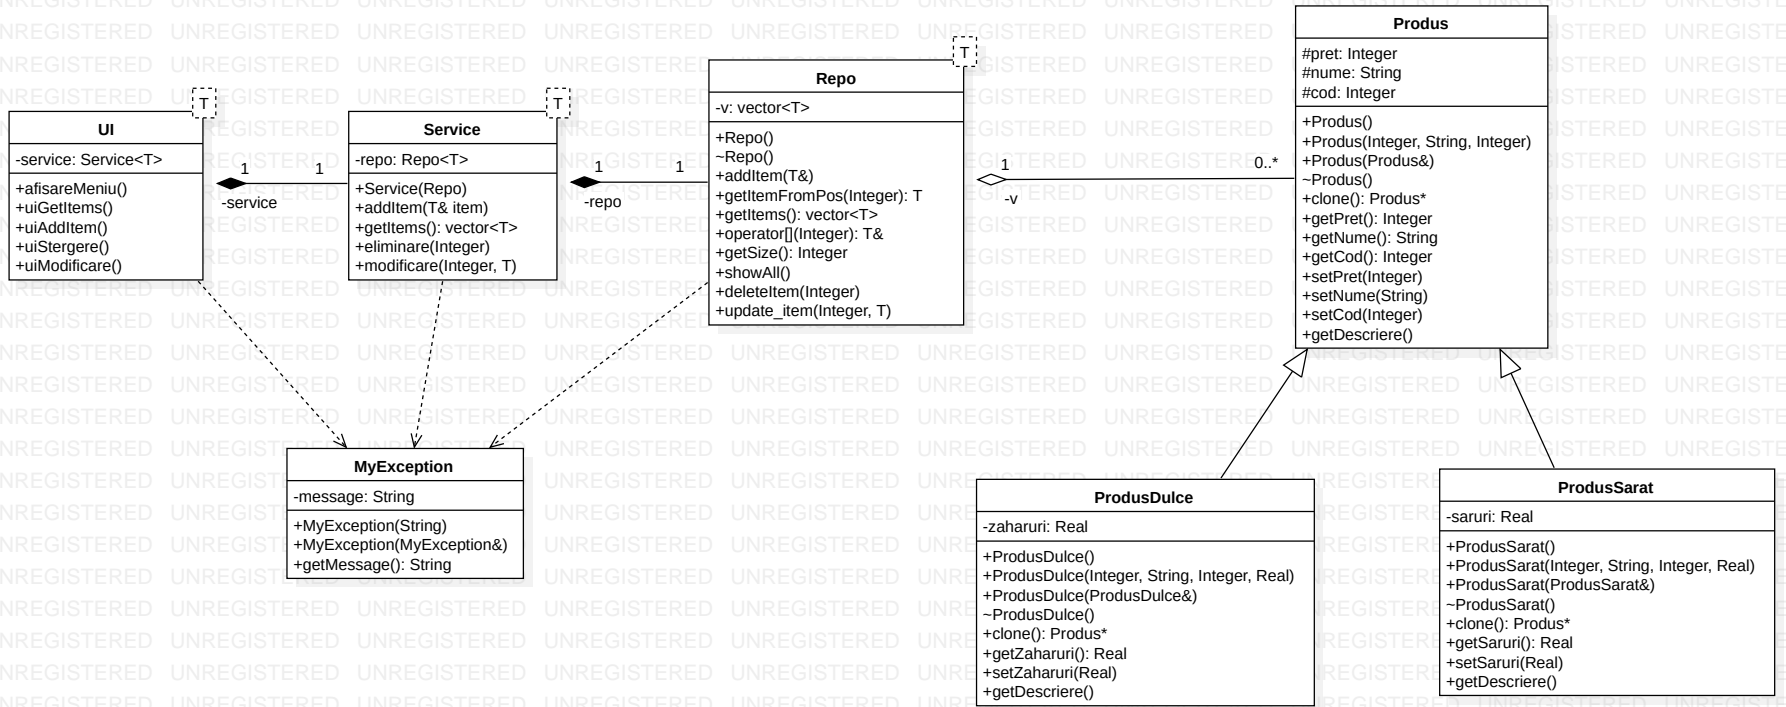 T
UI
-service: Service<T>
+afisareMeniu()
+uiGetItems()
+uiAddItem()
+uiStergere()
+uiModificare()
1
1
-service
T
Service
-repo: Repo<T>
+Service(Repo)
+addItem(T& item)
+getItems(): vector<T>
+eliminare(Integer)
+modificare(Integer, T)
1
1
-repo
T
Repo
-v: vector<T>
+Repo()
~Repo()
+addItem(T&)
+getItemFromPos(Integer): T
+getItems(): vector<T>
+operator[](Integer): T&
+getSize(): Integer
+showAll()
+deleteItem(Integer)
+update_item(Integer, T)
1
0..*
-v
Produs
#pret: Integer
#nume: String
#cod: Integer
+Produs()
+Produs(Integer, String, Integer)
+Produs(Produs&)
~Produs()
+clone(): Produs*
+getPret(): Integer
+getNume(): String
+getCod(): Integer
+setPret(Integer)
+setNume(String)
+setCod(Integer)
+getDescriere()
MyException
-message: String
+MyException(String)
+MyException(MyException&)
+getMessage(): String
ProdusDulce
-zaharuri: Real
+ProdusDulce()
+ProdusDulce(Integer, String, Integer, Real)
+ProdusDulce(ProdusDulce&)
~ProdusDulce()
+clone(): Produs*
+getZaharuri(): Real
+setZaharuri(Real)
+getDescriere()
ProdusSarat
-saruri: Real
+ProdusSarat()
+ProdusSarat(Integer, String, Integer, Real)
+ProdusSarat(ProdusSarat&)
~ProdusSarat()
+clone(): Produs*
+getSaruri(): Real
+setSaruri(Real)
+getDescriere()
UNREGISTERED